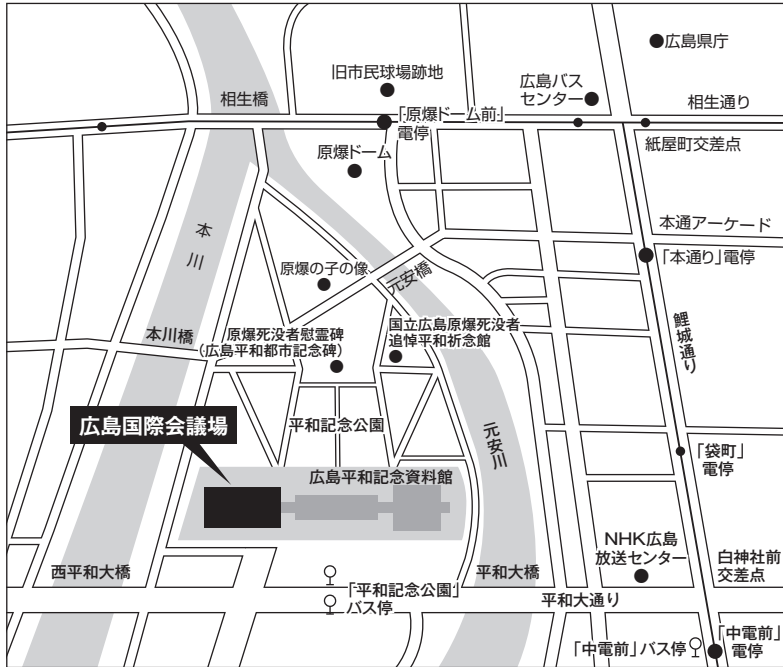 広島県庁
旧市民球場跡地
広島バス
センター
相生橋
相生通り
「原爆ドーム前」
電停
紙屋町交差点
原爆ドーム
本川
本通アーケード
「本通り」電停
原爆の子の像
元安橋
鯉城通り
本川橋
原爆死没者慰霊碑
(広島平和都市記念碑)
国立広島原爆死没者
追悼平和祈念館
広島国際会議場
平和記念公園
元安川
「袋町」
電停
広島平和記念資料館
NHK広島
放送センター
白神社前
交差点
西平和大橋
平和大橋
「平和記念公園」
バス停
平和大通り
「中電前」バス停
「中電前」
電停